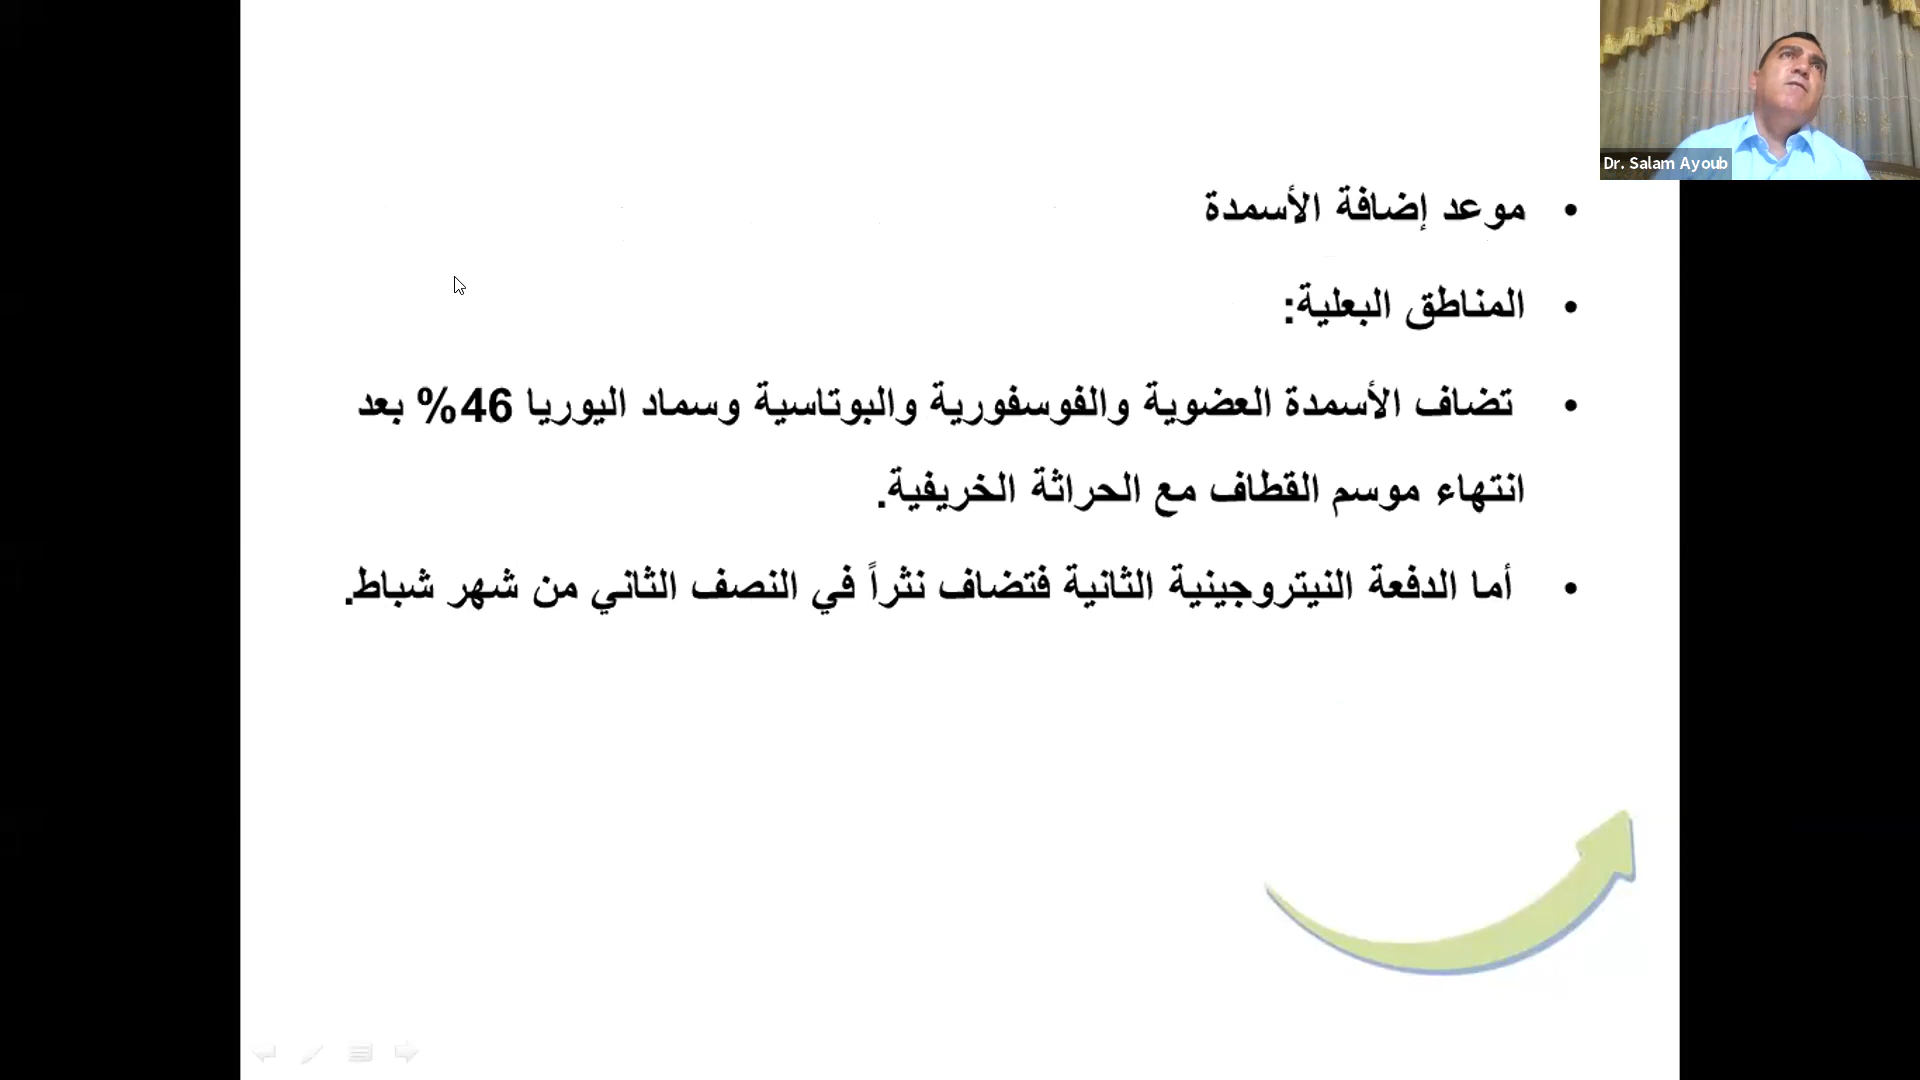 Dr. Salam Ayoub
• موعد إضافة الأسمدة
• المناطق البعلية:
• تضاف الأسمدة العضوية والفوسفورية والبوتاسية وسماد اليوريا 46% بعد
انتهاء موسم القطاف مع الحراثة الخريفية.
• أما الدفعة النيتروجينية الثانية فتضاف نثراً في النصف الثاني من شهر شباط.